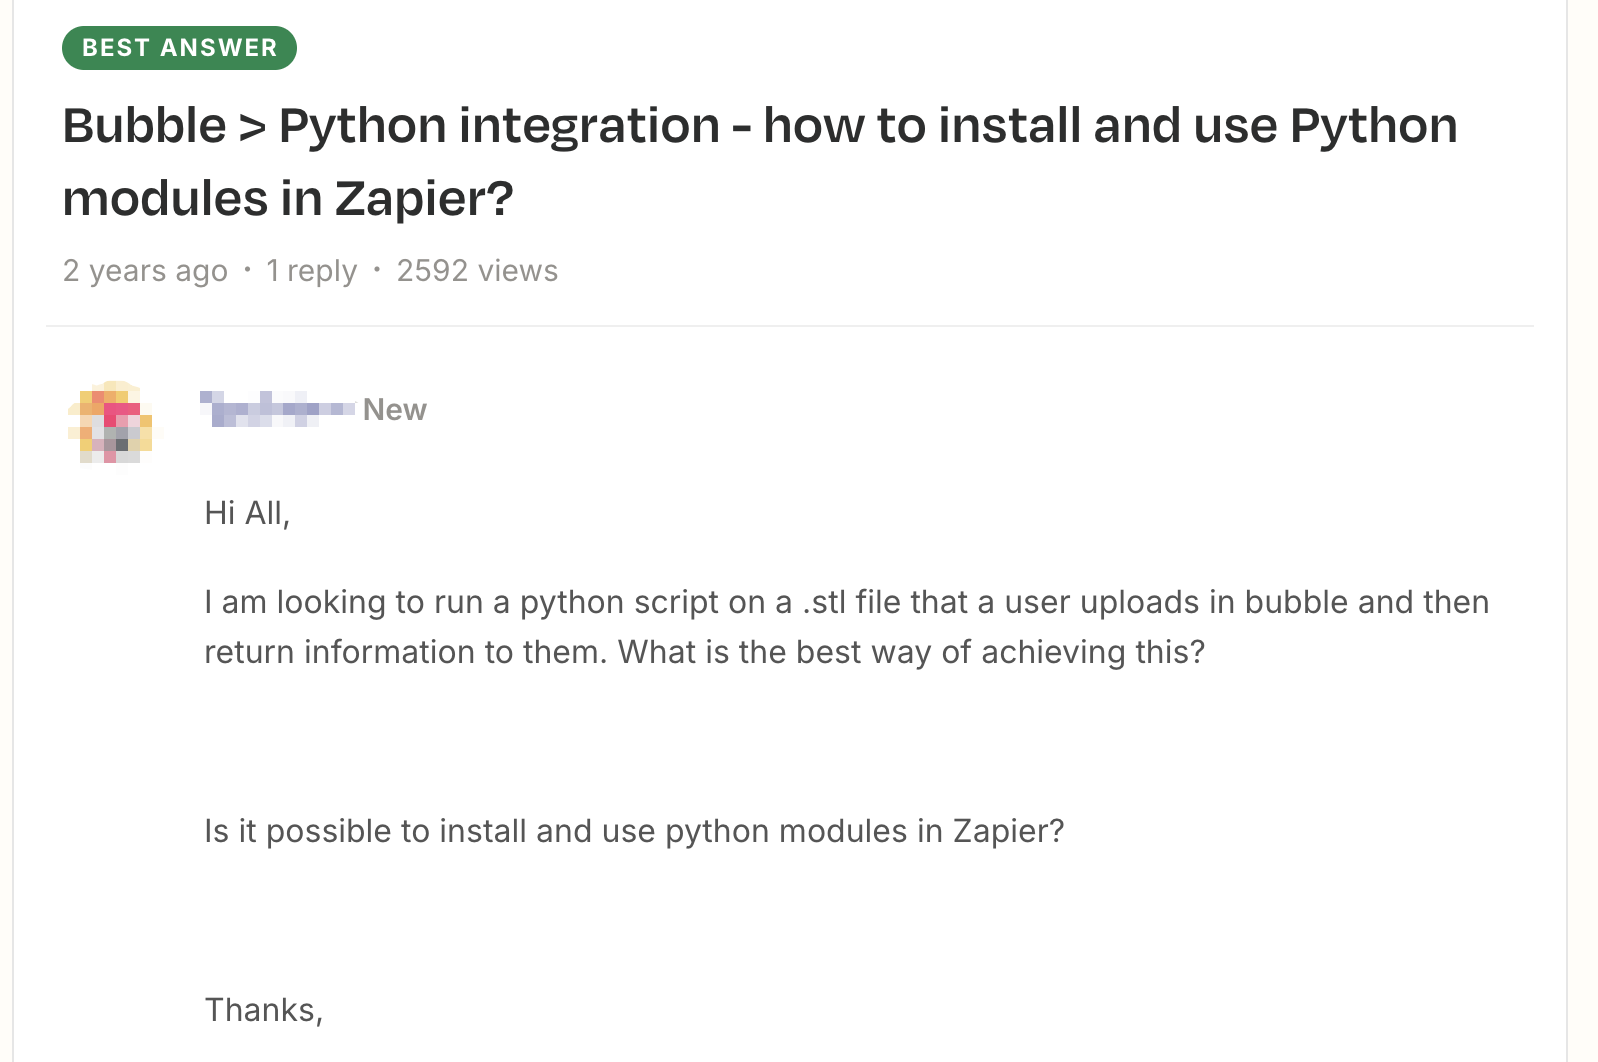 BEST ANSWER
Bubble > Python integration - how to install and use Python
modules in Zapier?
2 years ago · 1 reply · 2592 views
New
Hi All,
I am looking to run a python script on a .stl file that a user uploads in bubble and then
return information to them. What is the best way of achieving this?
Is it possible to install and use python modules in Zapier?
Thanks,